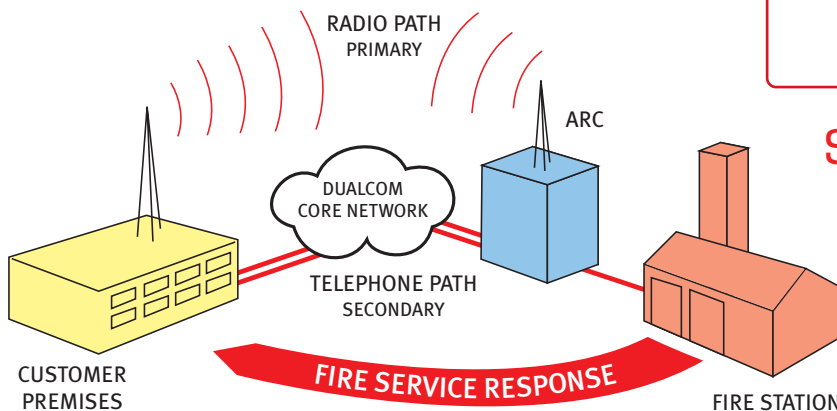 RADIO PATH
PRIMARY
ARC
S
DUALCOM
CORE NETWORK
TELEPHONE PATH
SECONDARY
FIRE SERVICE RESPONSE
CUSTOMER
PREMISES
FIRE STATION